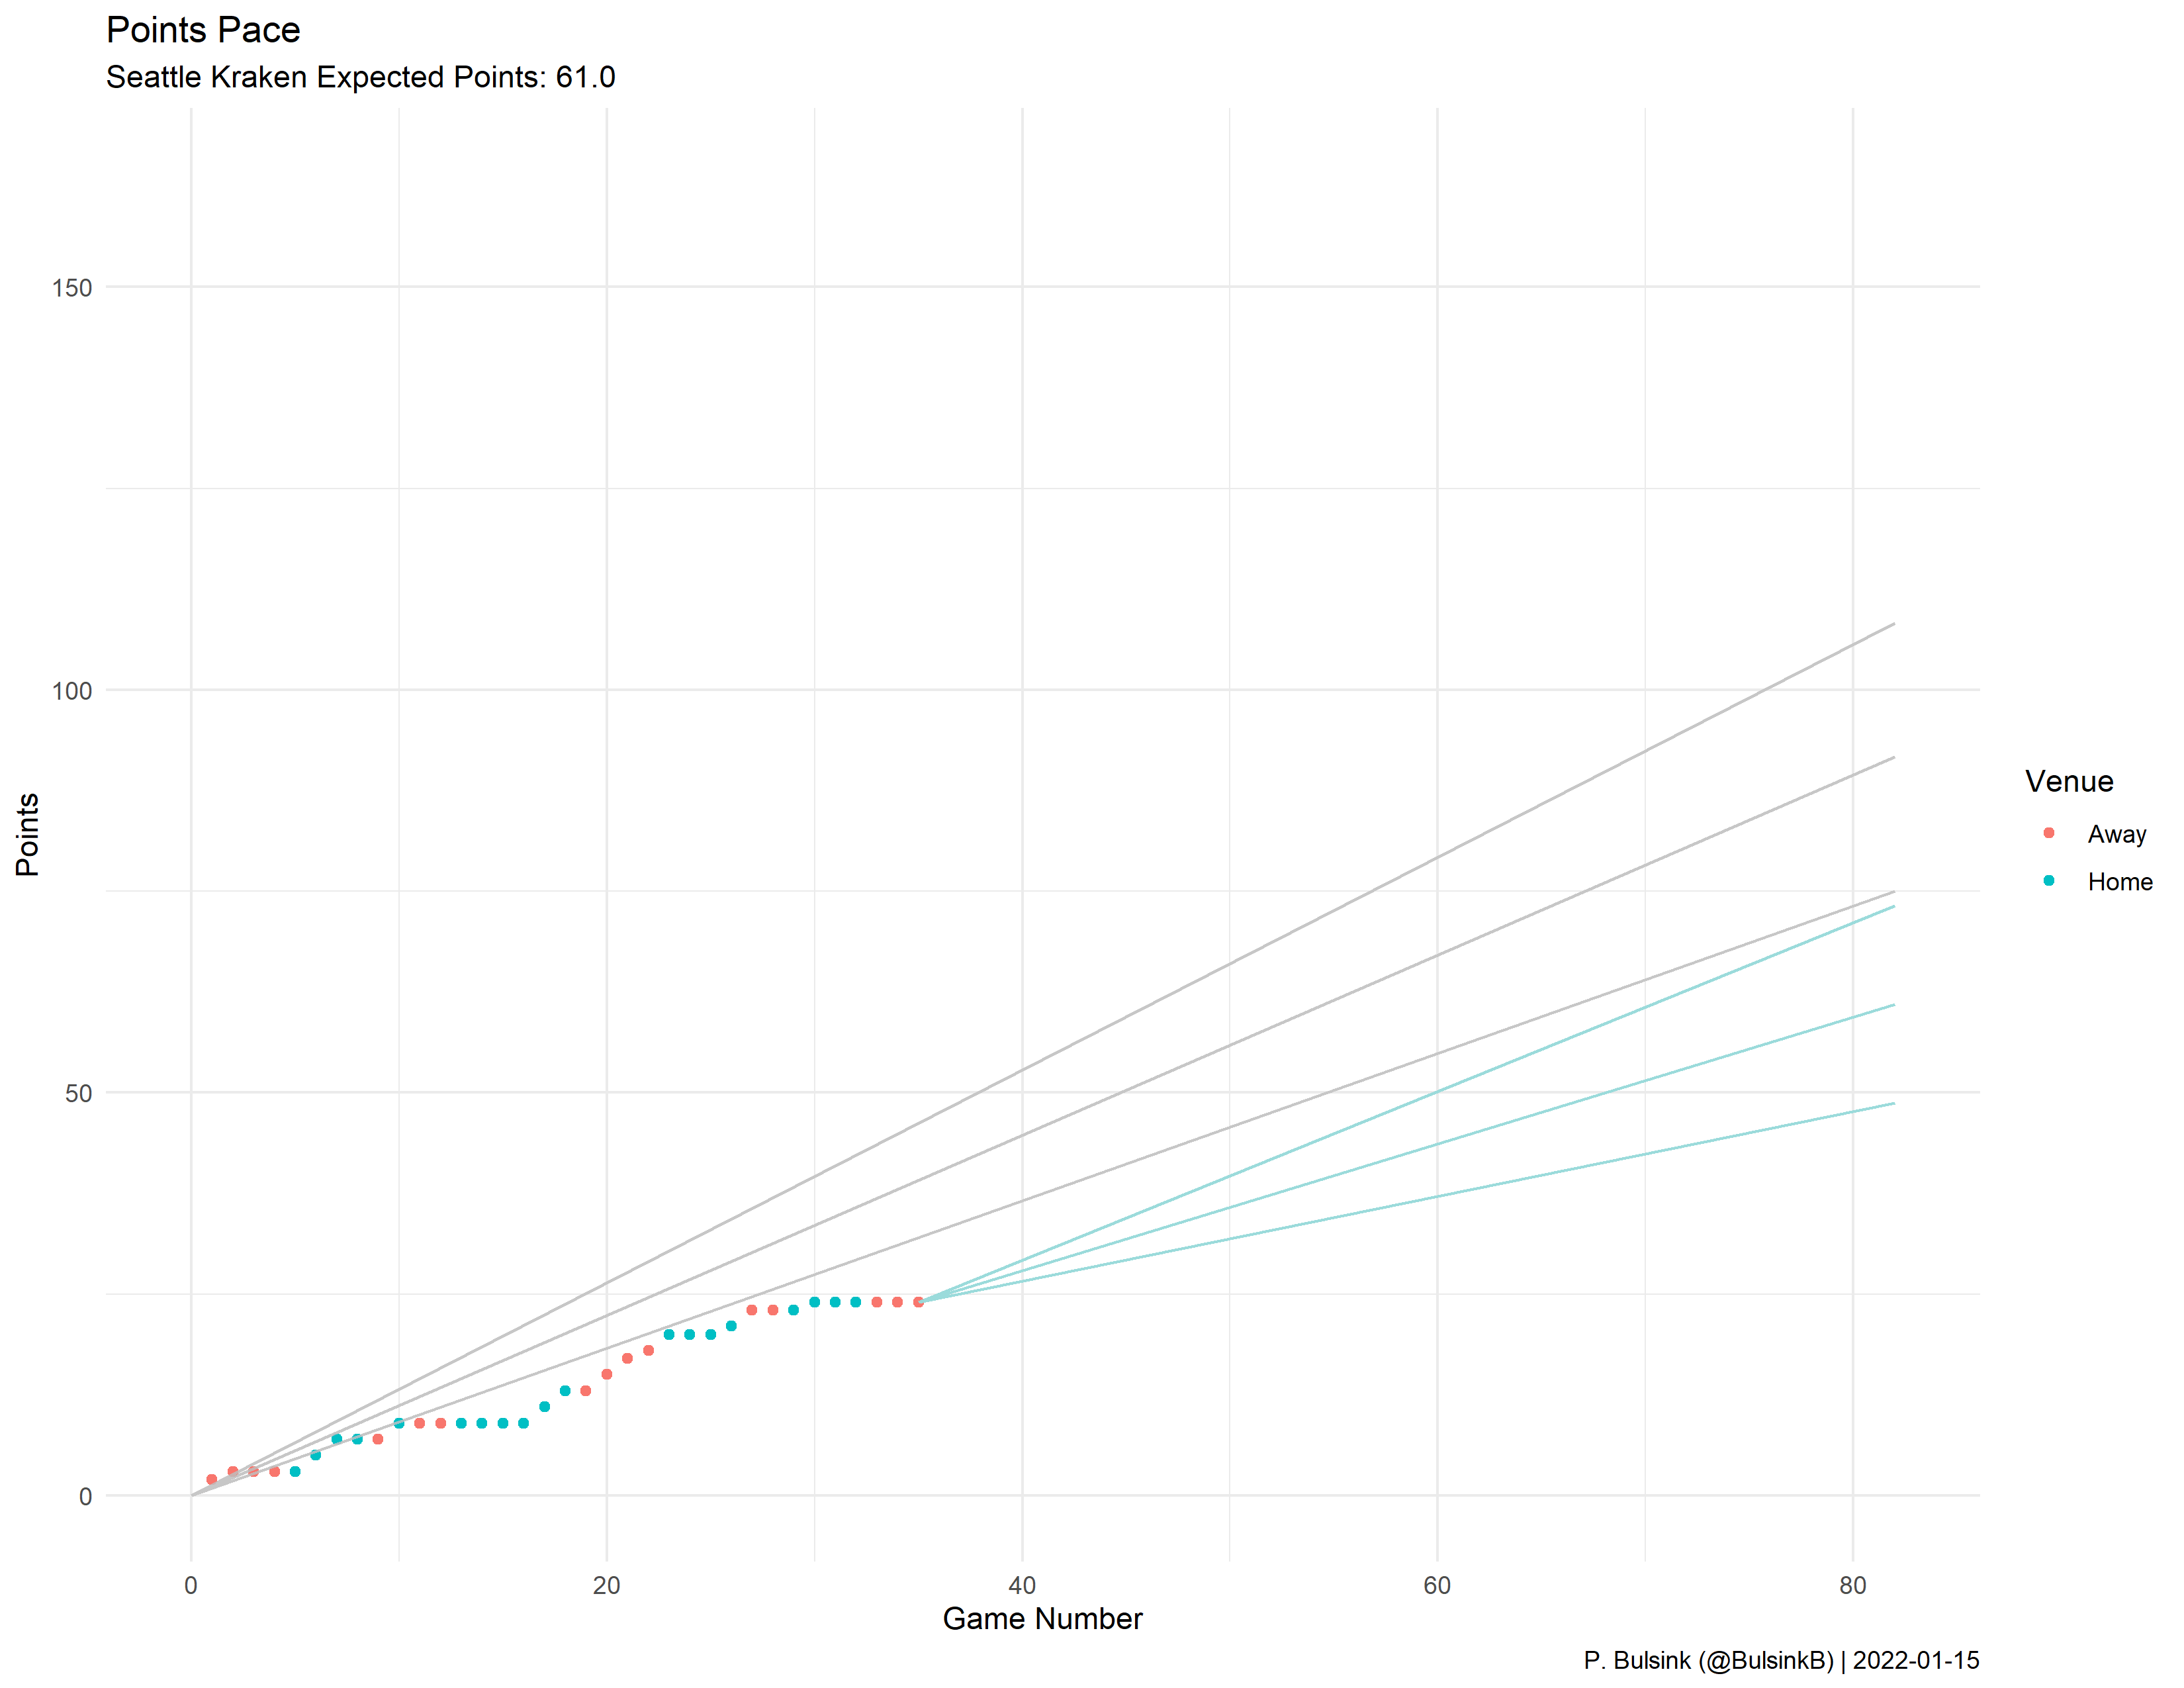 Points Pace
Seattle Kraken Expected Points: 61.0
150
100
50
0
Points
0 20 40 60 80
Game Number
Venue
Away
Home
P. Bulsink (@BulsinkB) | 2022-01-15